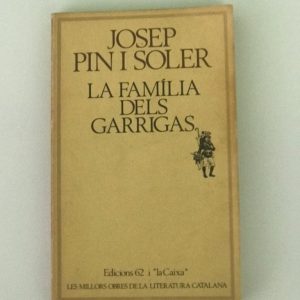 JOSEP
PIN I SOLER
LA FAMÍLIA
DELS
GARRIGAS
Edicions 62 i "la Caixa"
LES MILLORS OBRES DE LA LITERATURA CATALANA